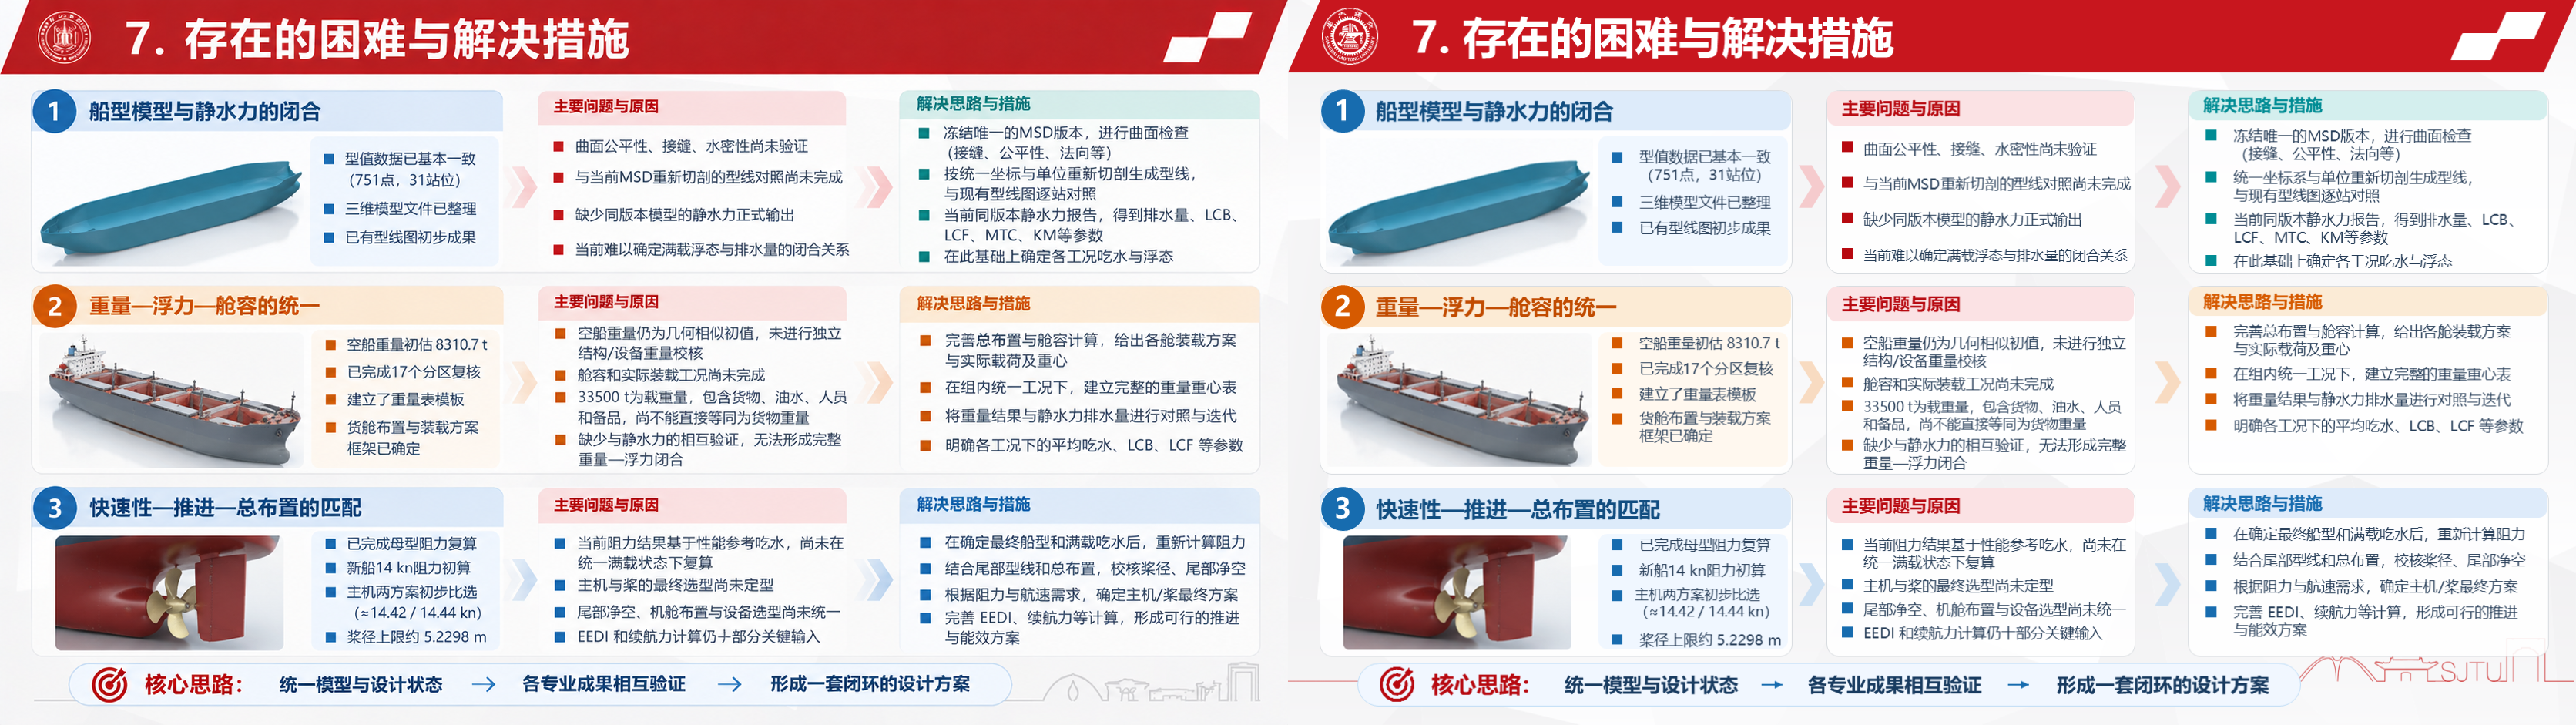 7. 存在的困难与解决措施
1
船型模型与静水力的闭合
型值数据已基本一致
（751点，31站位）
三维模型文件已整理
已有型线图初步成果
主要问题与原因
曲面公平性、接缝、水密性尚未验证
与当前MSD重新切剖的型线对照尚未完成
缺少同版本模型的静水力正式输出
当前难以确定满载浮态与排水量的闭合关系
解决思路与措施
冻结唯一的MSD版本，进行曲面检查
（接缝、公平性、法向等）
按统一坐标与单位重新切剖生成型线，
与现有型线图逐站对照
当前同版本静水力报告，得到排水量、LCB、
LCF、MTC、KM等参数
在此基础上确定各工况吃水与浮态
2
重量—浮力—舱容的统一
空船重量初估 8310.7 t
已完成17个分区复核
建立了重量表模板
货舱布置与装载方案
框架已确定
主要问题与原因
空船重量仍为几何相似初值，未进行独立
结构/设备重量校核
舱容和实际装载工况尚未完成
33500 t为载重量，包含货物、油水、人员
和备品，尚不能直接等同为货物重量
缺少与静水力的相互验证，无法形成完整
重量—浮力闭合
解决思路与措施
完善总布置与舱容计算，给出各舱装载方案
与实际载荷及重心
在组内统一工况下，建立完整的重量重心表
将重量结果与静水力排水量进行对照与迭代
明确各工况下的平均吃水、LCB、LCF 等参数
3
快速性—推进—总布置的匹配
已完成母型阻力复算
新船14 kn阻力初算
主机两方案初步比选
（≈14.42 / 14.44 kn）
桨径上限约 5.2298 m
主要问题与原因
当前阻力结果基于性能参考吃水，尚未在
统一满载状态下复算
主机与桨的最终选型尚未定型
尾部净空、机舱布置与设备选型尚未统一
EEDI 和续航力计算仍十部分关键输入
解决思路与措施
在确定最终船型和满载吃水后，重新计算阻力
结合尾部型线和总布置，校核桨径、尾部净空
根据阻力与航速需求，确定主机/桨最终方案
完善 EEDI、续航力等计算，形成可行的推进
与能效方案
核心思路： 统一模型与设计状态 → 各专业成果相互验证 → 形成一套闭环的设计方案
7. 存在的困难与解决措施
1
船型模型与静水力的闭合
型值数据已基本一致
（751点，31站位）
三维模型文件已整理
已有型线图初步成果
主要问题与原因
曲面公平性、接缝、水密性尚未验证
与当前MSD重新切剖的型线对照尚未完成
缺少同版本模型的静水力正式输出
当前难以确定满载浮态与排水量的闭合关系
解决思路与措施
冻结唯一的MSD版本，进行曲面检查
（接缝、公平性、法向等）
统一坐标系与单位重新切剖生成型线，
与现有型线图逐站对照
当前同版本静水力报告，得到排水量、LCB、
LCF、MTC、KM等参数
在此基础上确定各工况吃水与浮态
2
重量—浮力—舱容的统一
空船重量初估 8310.7 t
已完成17个分区复核
建立了重量表模板
货舱布置与装载方案
框架已确定
主要问题与原因
空船重量仍为几何相似初值，未进行独立
结构/设备重量校核
舱容和实际装载工况尚未完成
33500 t为载重量，包含货物、油水、人员
和备品，尚不能直接等同为货物重量
缺少与静水力的相互验证，无法形成完整
重量—浮力闭合
解决思路与措施
完善总布置与舱容计算，给出各舱装载方案
与实际载荷及重心
在组内统一工况下，建立完整的重量重心表
将重量结果与静水力排水量进行对照与迭代
明确各工况下的平均吃水、LCB、LCF 等参数
3
快速性—推进—总布置的匹配
已完成母型阻力复算
新船14 kn阻力初算
主机两方案初步比选
（≈14.42 / 14.44 kn）
桨径上限约 5.2298 m
主要问题与原因
当前阻力结果基于性能参考吃水，尚未在
统一满载状态下复算
主机与桨的最终选型尚未定型
尾部净空、机舱布置与设备选型尚未统一
EEDI 和续航力计算仍十部分关键输入
解决思路与措施
在确定最终船型和满载吃水后，重新计算阻力
结合尾部型线和总布置，校核桨径、尾部净空
根据阻力与航速需求，确定主机/桨最终方案
完善 EEDI、续航力等计算，形成可行的推进
与能效方案
核心思路： 统一模型与设计状态 → 各专业成果相互验证 → 形成一套闭环的设计方案
SJTU